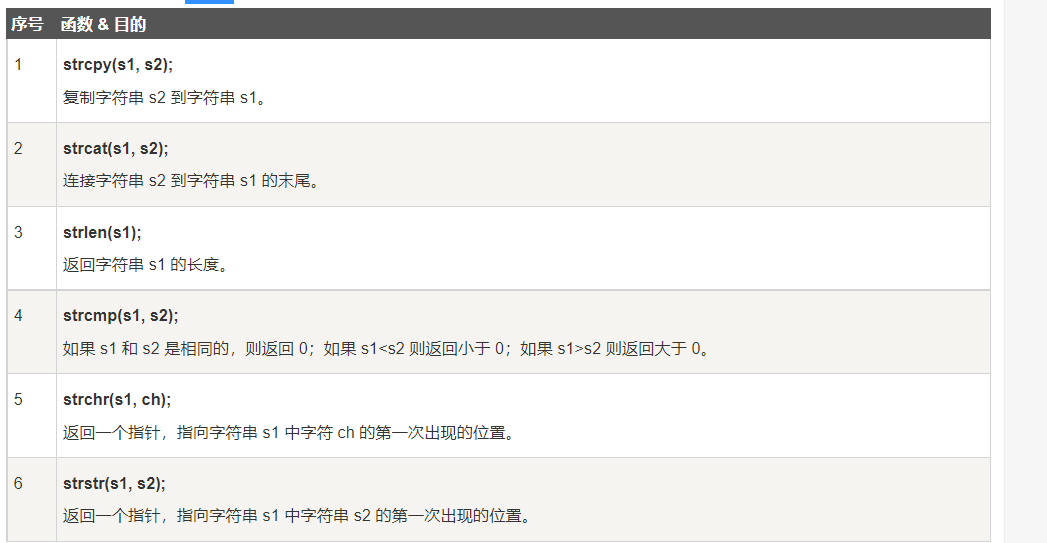 序号 函数 & 目的
1 strcpy(s1, s2);
复制字符串 s2 到字符串 s1。
2 strcat(s1, s2);
连接字符串 s2 到字符串 s1 的末尾。
3 strlen(s1);
返回字符串 s1 的长度。
4 strcmp(s1, s2);
如果 s1 和 s2 是相同的，则返回 0；如果 s1<s2 则返回小于 0；如果 s1>s2 则返回大于 0。
5 strchr(s1, ch);
返回一个指针，指向字符串 s1 中字符 ch 的第一次出现的位置。
6 strstr(s1, s2);
返回一个指针，指向字符串 s1 中字符串 s2 的第一次出现的位置。